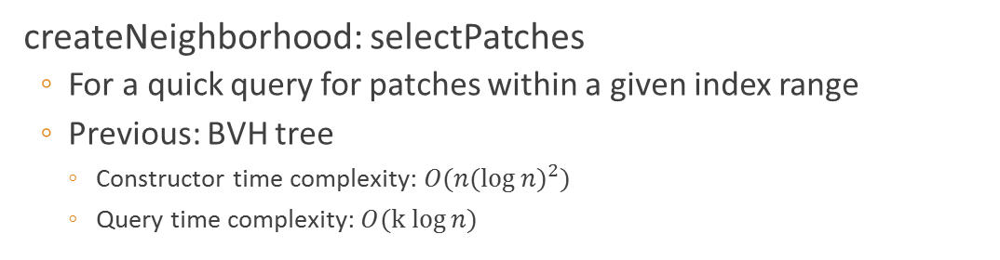 createNeighborhood: selectPatches
◦ For a quick query for patches within a given index range
◦ Previous: BVH tree
◦ Constructor time complexity: O(n(log n)²)
◦ Query time complexity: O(k log n)